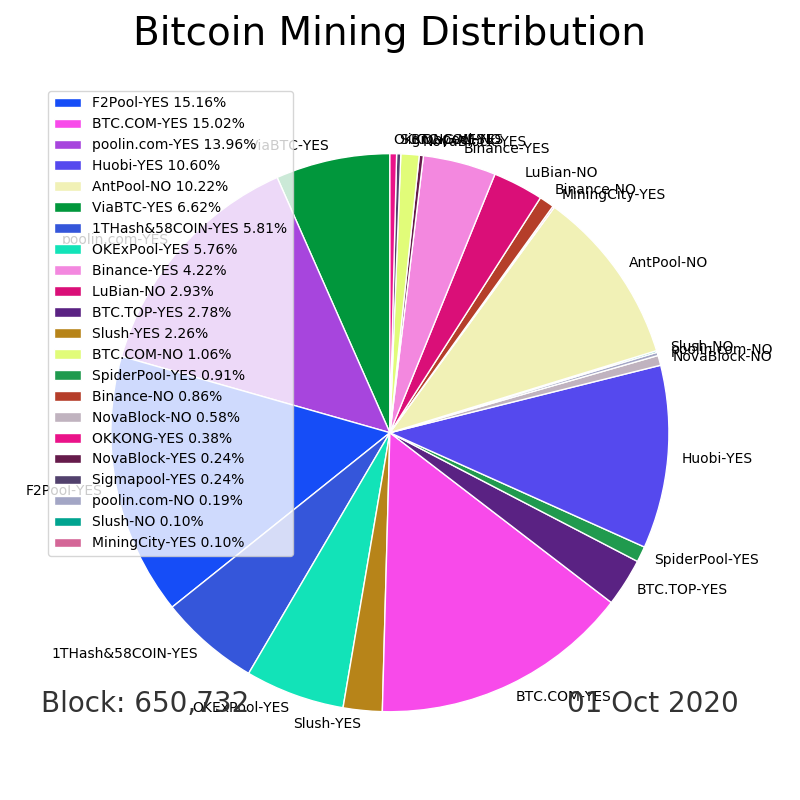 Bitcoin Mining Distribution
F2Pool-YES 15.16%
BTC.COM-YES 15.02%
poolin.com-YES 13.96%
Huobi-YES 10.60%
AntPool-NO 10.22%
ViaBTC-YES 6.62%
1THash&58COIN-YES 5.81%
OKExPool-YES 5.76%
Binance-YES 4.22%
LuBian-NO 2.93%
BTC.TOP-YES 2.78%
Slush-YES 2.26%
BTC.COM-NO 1.06%
SpiderPool-YES 0.91%
Binance-NO 0.86%
NovaBlock-NO 0.58%
OKKONG-YES 0.38%
NovaBlock-YES 0.24%
Sigmapool-YES 0.24%
poolin.com-NO 0.19%
Slush-NO 0.10%
MiningCity-YES 0.10%
ViaBTC-YES
Binance-YES
LuBian-NO
Binance-NO
MiningCity-YES
poolin.com-YES
AntPool-NO
Slush-NO
poolin.com-NO
NovaBlock-NO
Huobi-YES
F2Pool-YES
SpiderPool-YES
BTC.TOP-YES
1THash&58COIN-YES
BTC.COM-YES
OKExPool-YES
Slush-YES
Block: 650,732
01 Oct 2020